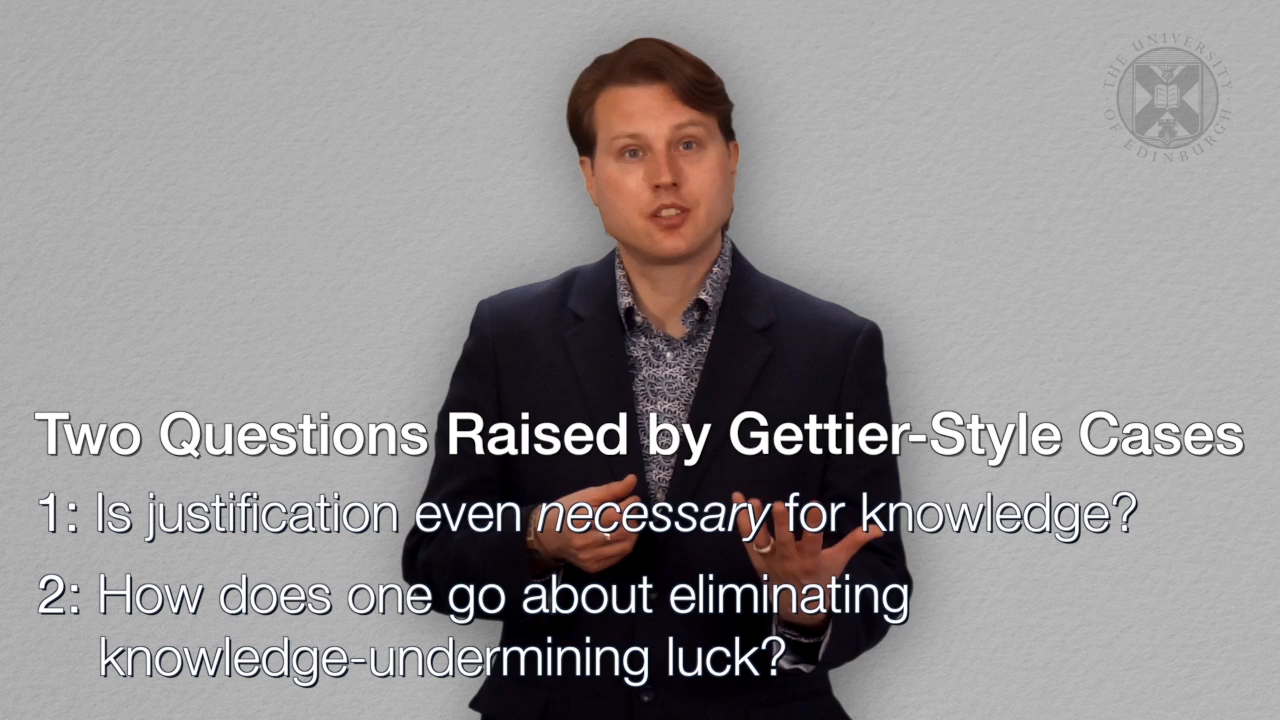 THE UNIVERSITY
OF EDINBURGH
Two Questions Raised by Gettier-Style Cases
1: Is justification even necessary for knowledge?
2: How does one go about eliminating
knowledge-undermining luck?